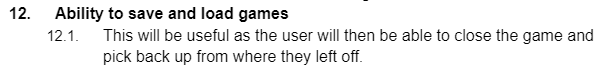 12. Ability to save and load games
12.1. This will be useful as the user will then be able to close the game and
pick back up from where they left off.